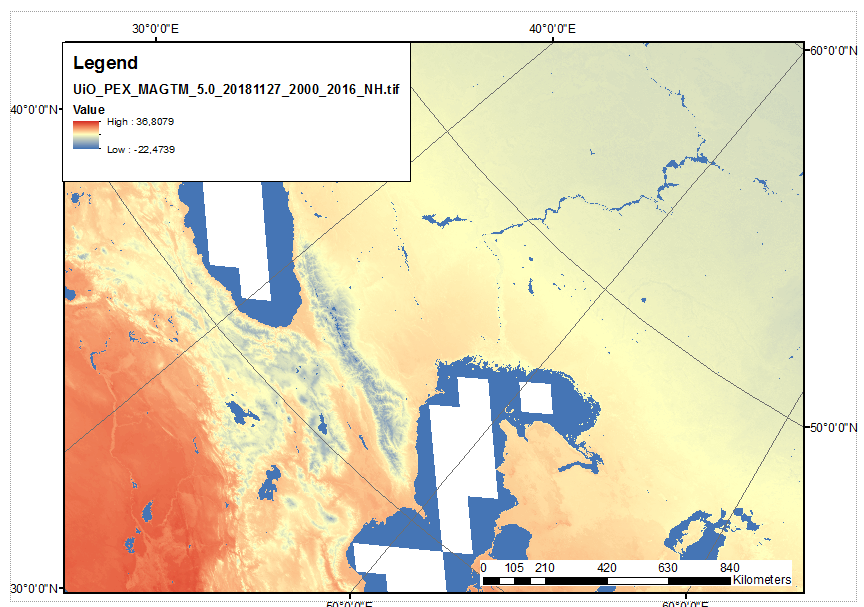 30°0'0"E
40°0'0"E
60°0'0"N
Legend
UiO_PEX_MAGTM_5.0_20181127_2000_2016_NH.tif
Value
High : 36,8079
Low : -22,4739
40°0'0"N
50°0'0"N
0 105 210 420 630 840
Kilometers
30°0'0"N
50°0'0"E
60°0'0"E